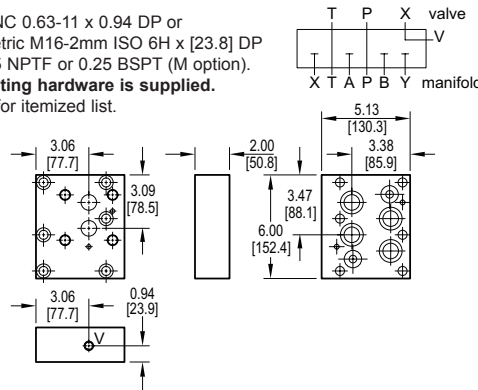 NC 0.63-11 x 0.94 DP or
etric M16-2mm ISO 6H x [23.8] DP
5 NPTF or 0.25 BSPT (M option).
ting hardware is supplied.
for itemized list.
T P X valve
V
X T A P B Y manifold
5.13
[130.3]
3.06
[77.7]
2.00
[50.8]
3.38
[85.9]
3.09
[78.5]
3.47
[88.1]
6.00
[152.4]
3.06
[77.7]
0.94
[23.9]
V